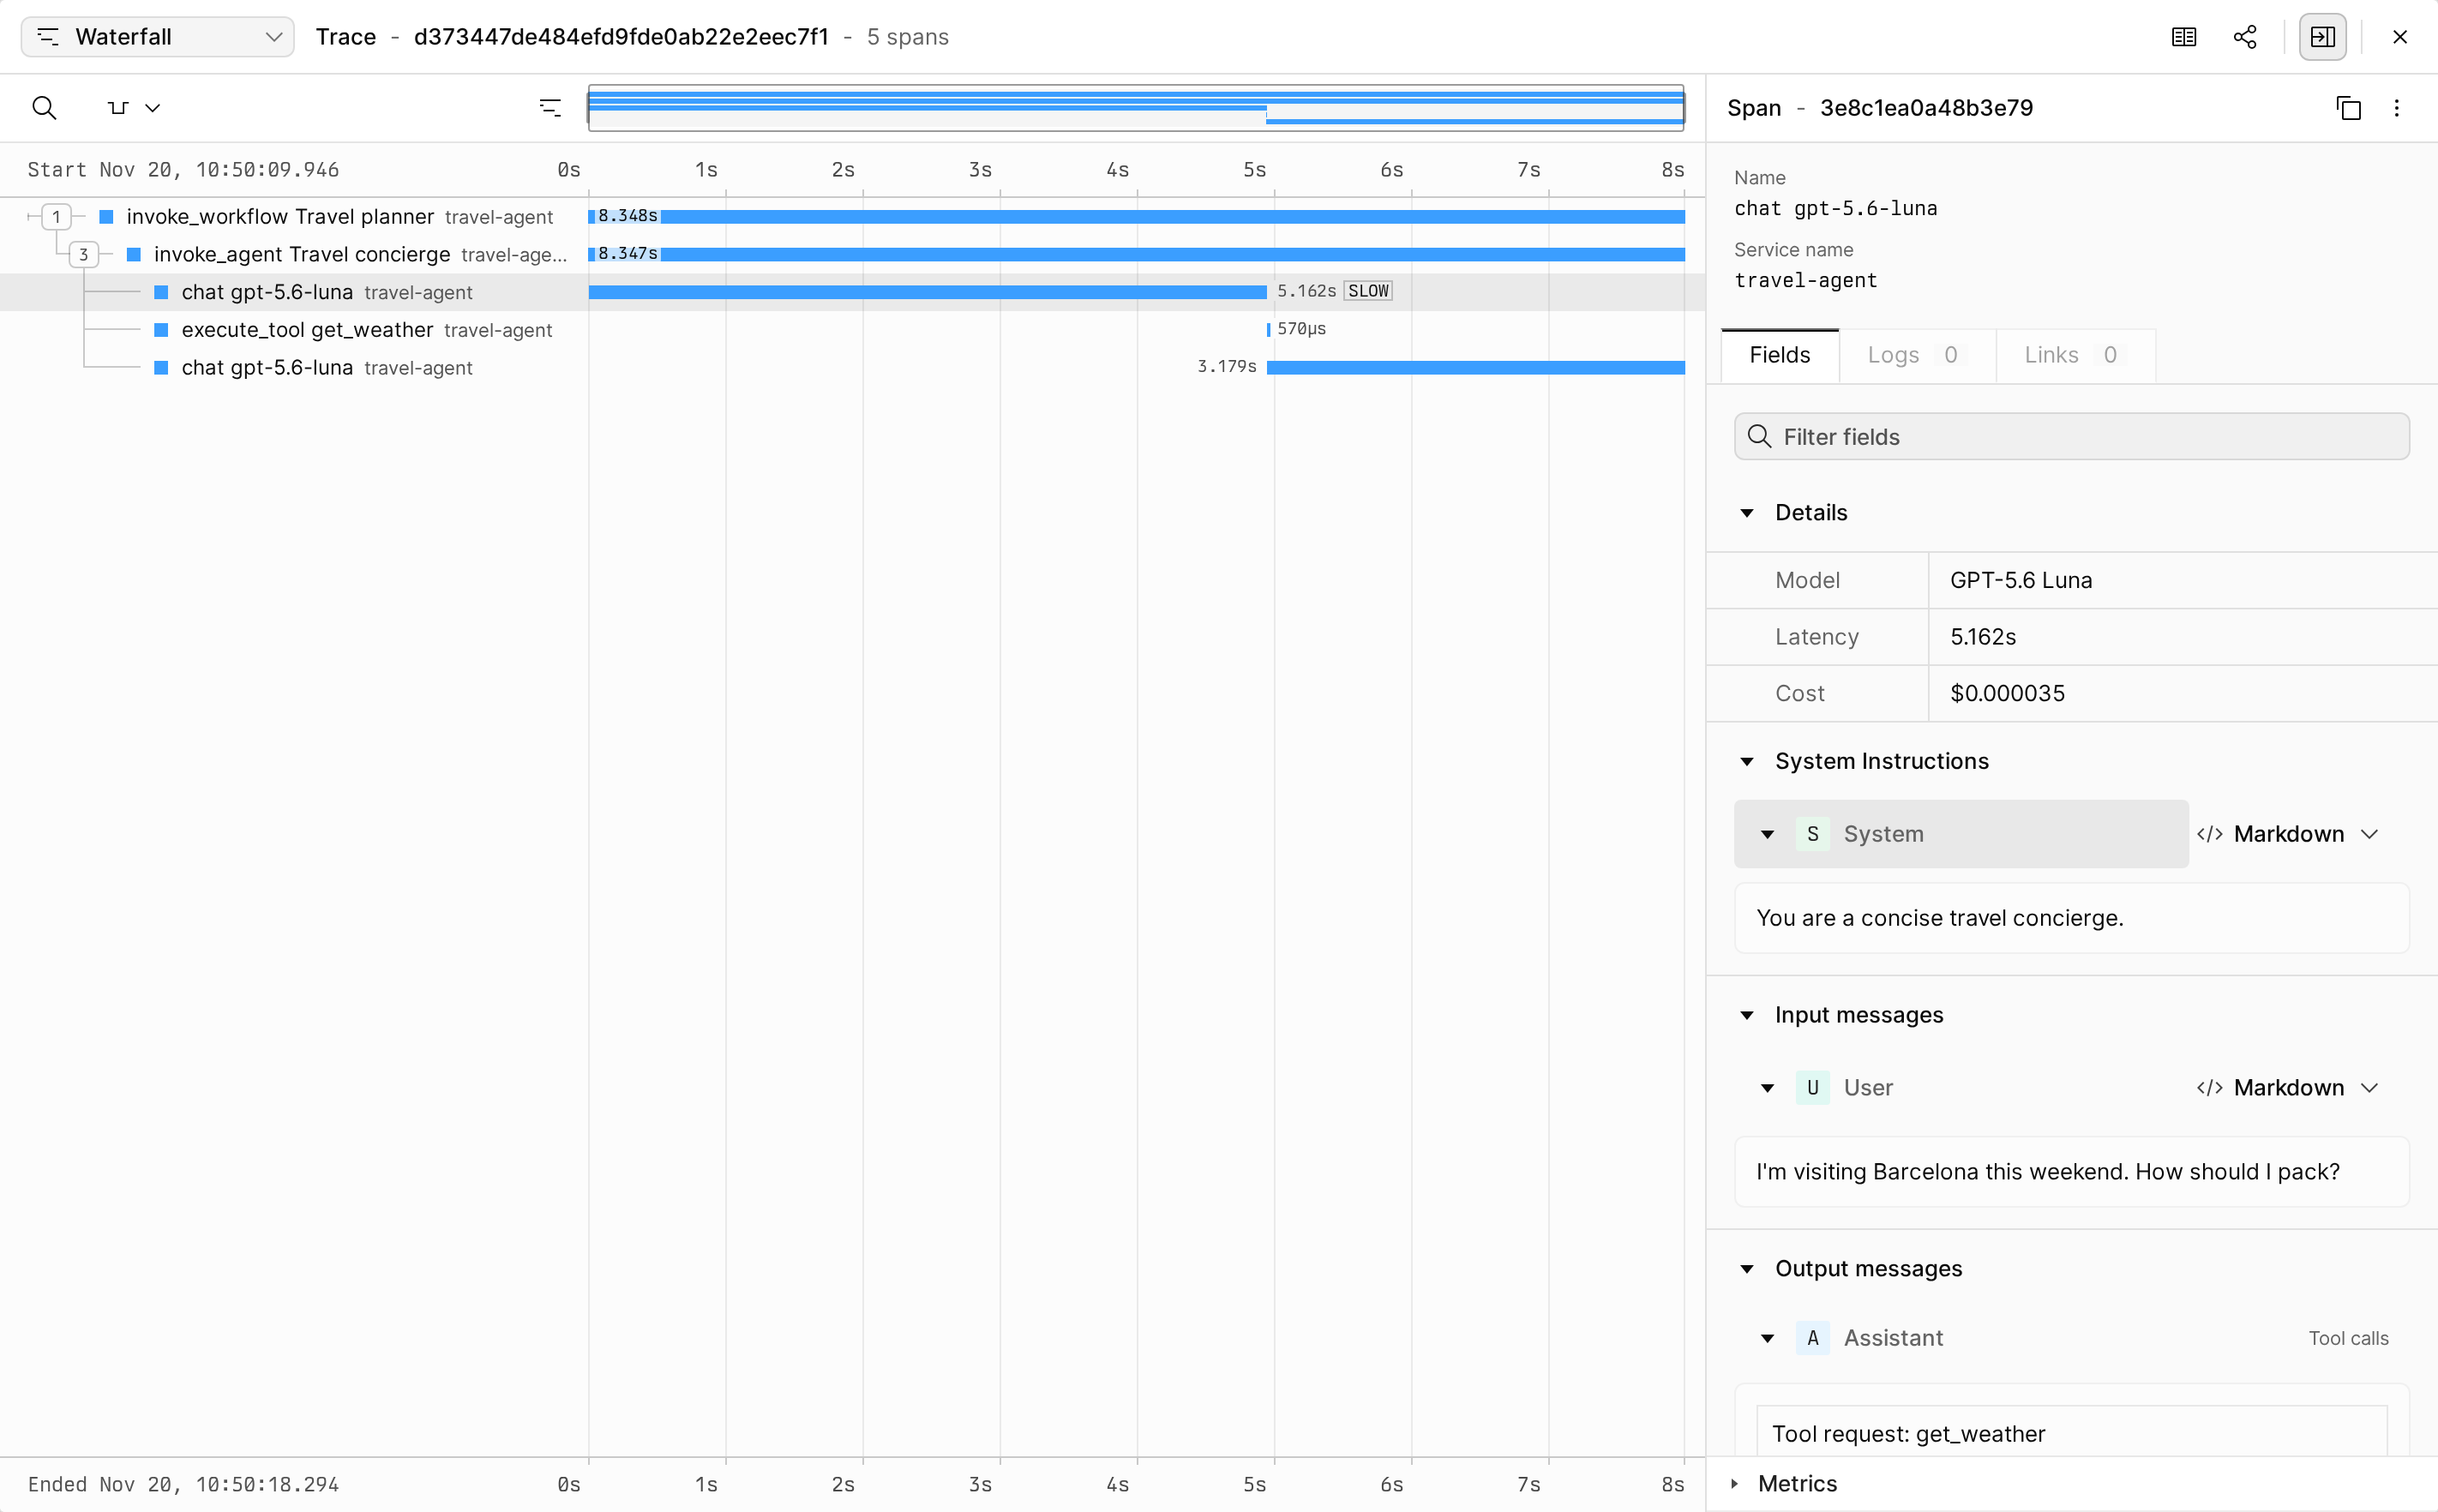 Waterfall
Trace - d373447de484efd9fde0ab22e2eec7f1 - 5 spans
Start Nov 20, 10:50:09.946
0s 1s 2s 3s 4s 5s 6s 7s 8s
1 invoke_workflow Travel planner travel-agent 8.348s
3 invoke_agent Travel concierge travel-age... 8.347s
chat gpt-5.6-luna travel-agent 5.162s SLOW
execute_tool get_weather travel-agent 570µs
chat gpt-5.6-luna travel-agent 3.179s
Ended Nov 20, 10:50:18.294
0s 1s 2s 3s 4s 5s 6s 7s 8s
Span - 3e8c1ea0a48b3e79
Name
chat gpt-5.6-luna
Service name
travel-agent
Fields Logs 0 Links 0
Filter fields
Details
Model GPT-5.6 Luna
Latency 5.162s
Cost $0.000035
System Instructions
S System </> Markdown
You are a concise travel concierge.
Input messages
U User </> Markdown
I'm visiting Barcelona this weekend. How should I pack?
Output messages
A Assistant Tool calls
Tool request: get_weather
Metrics